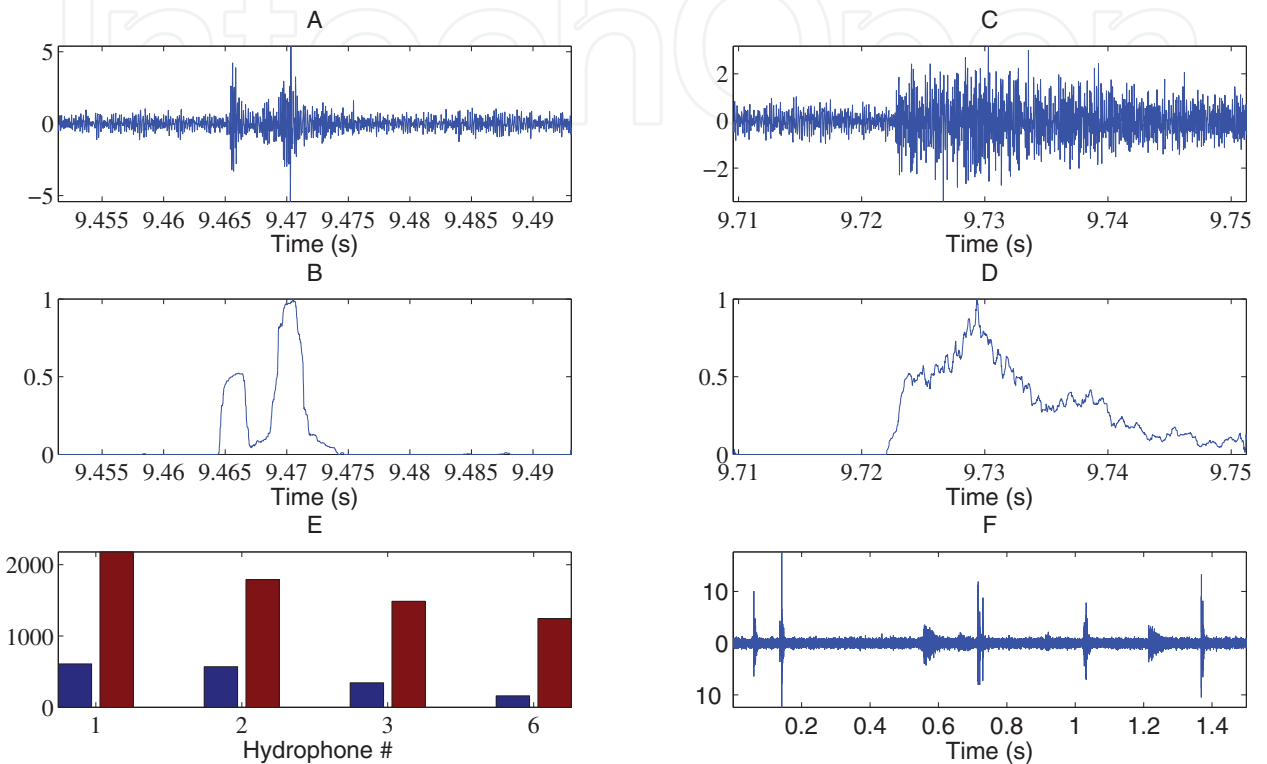 IntechOpen
A
5
0
−5
9.455 9.46 9.465 9.47 9.475 9.48 9.485 9.49
Time (s)
C
2
0
−2
9.71 9.72 9.73 9.74 9.75
Time (s)
B
1
0.5
0
9.455 9.46 9.465 9.47 9.475 9.48 9.485 9.49
Time (s)
D
1
0.5
0
9.71 9.72 9.73 9.74 9.75
Time (s)
E
2000
1000
0
1 2 3 6
Hydrophone #
F
10
0
10
0.2 0.4 0.6 0.8 1 1.2 1.4
Time (s)